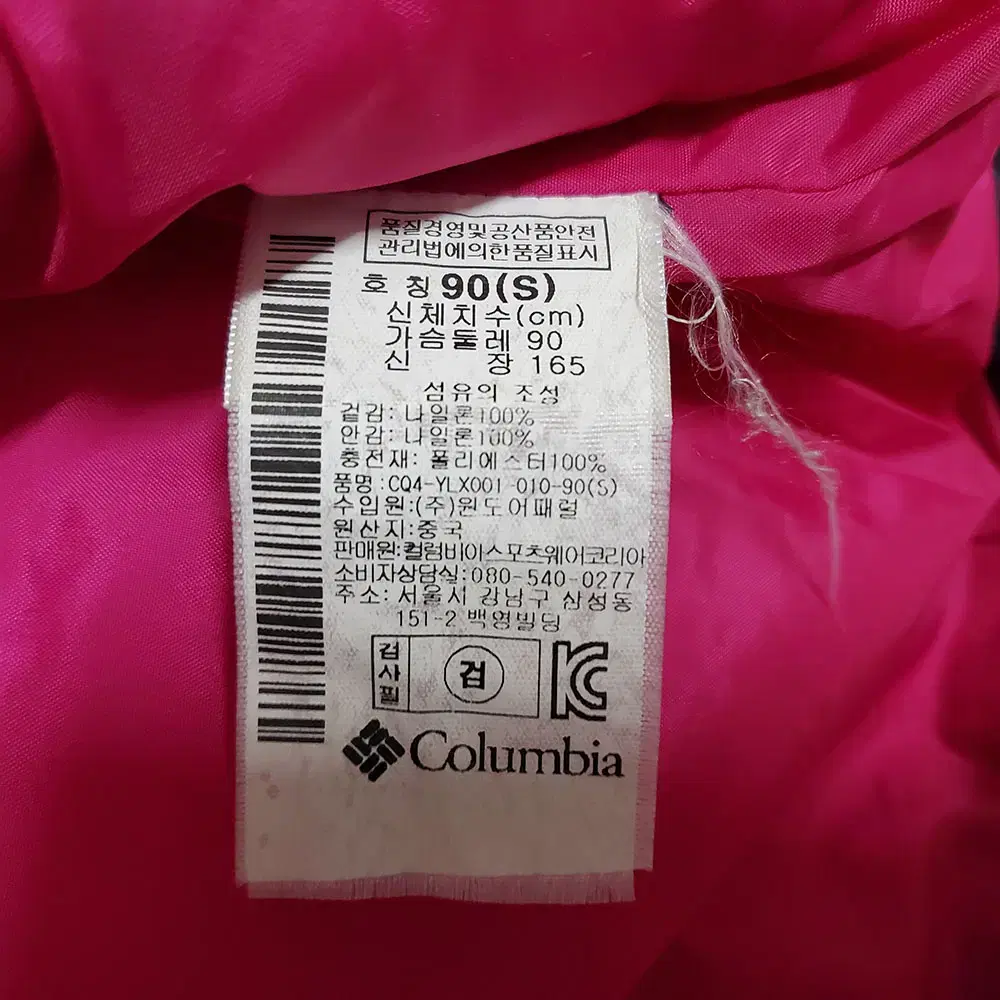 품질경영및공산품안전
관리법에의한품질표시
호 칭 90(S)
신체치수(cm)
가슴둘레 90
신 장 165
섬유의 조성
겉감: 나일론100%
안감: 나일론100%
충전재: 폴리에스터100%
품명:CQ4-YLX001-010-90(S)
수입원:(주)원도어패럴
원산지:중국
판매원:컬럼비아스포츠웨어코리아
소비자상담실:080-540-0277
주소: 서울시 강남구 삼성동
151-2 백영빌딩
검사필
검
KC
Columbia